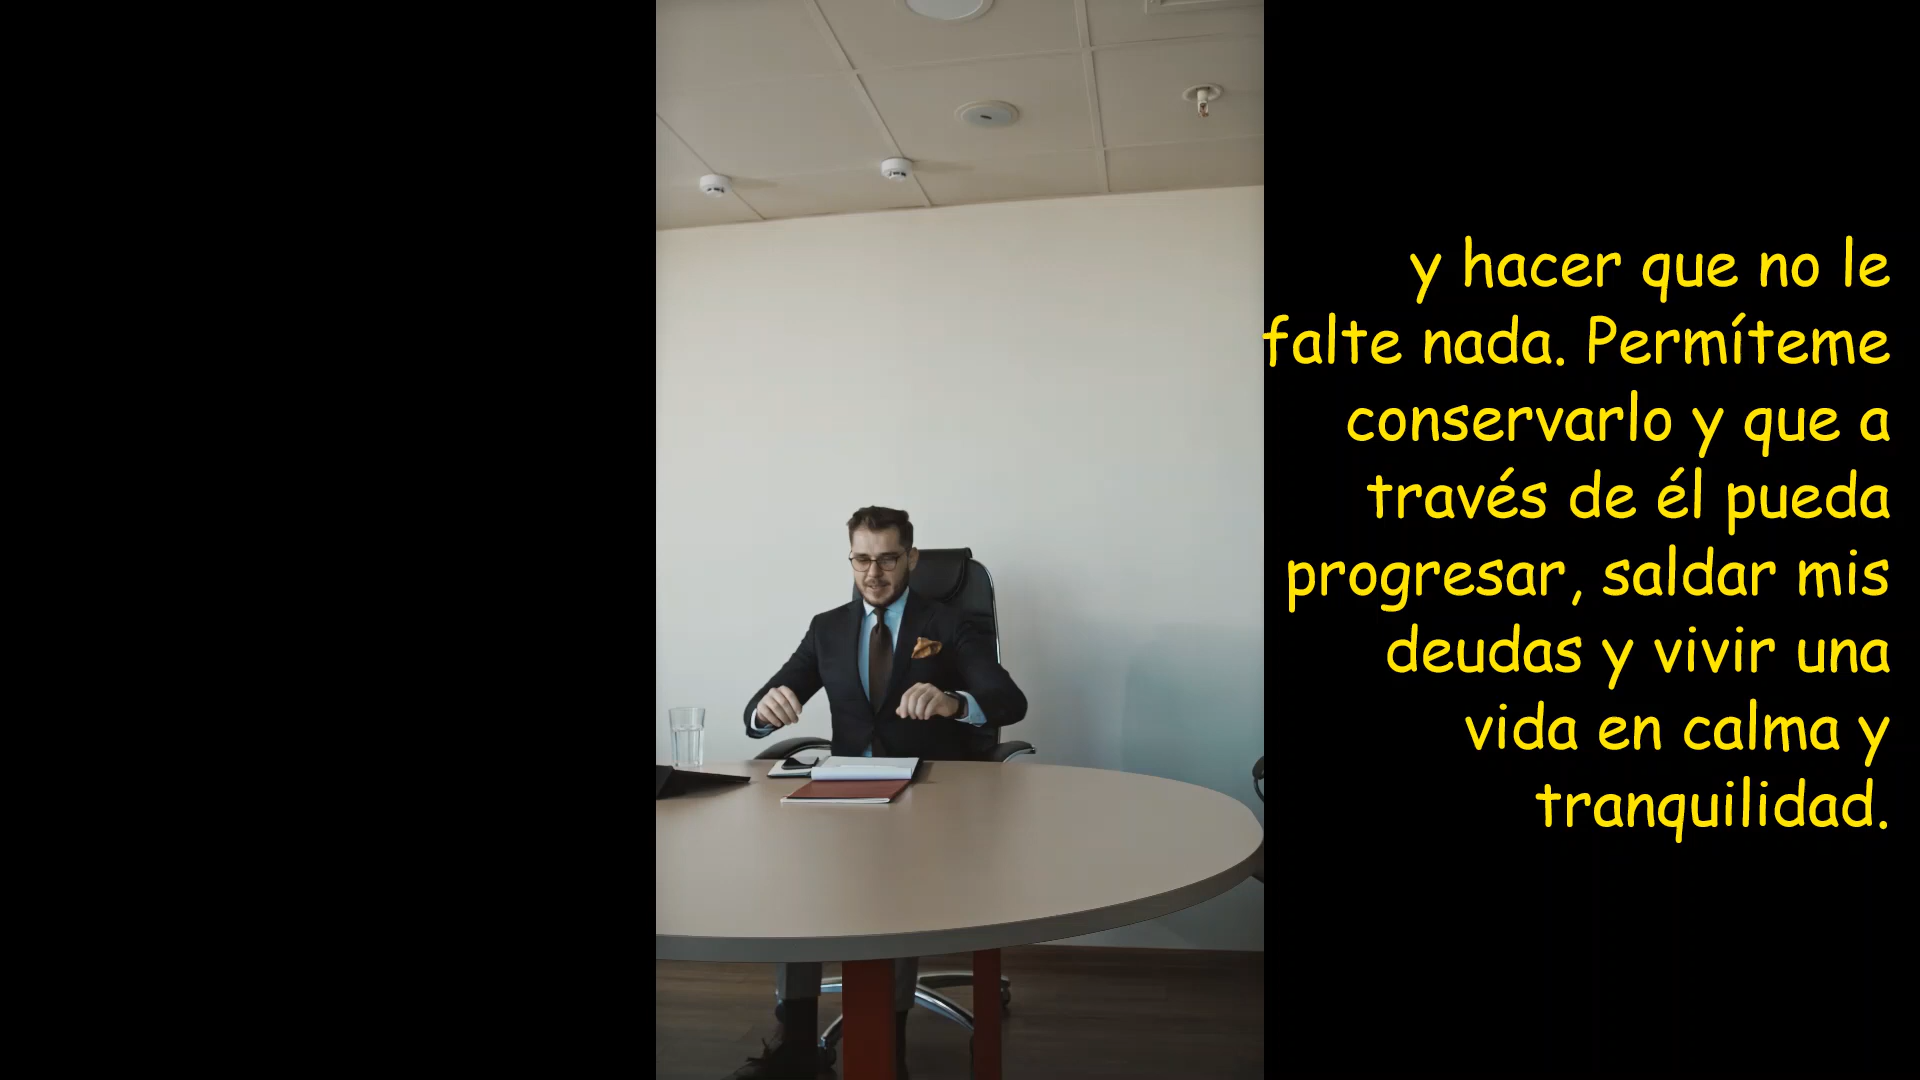 y hacer que no le
falte nada. Permíteme
conservarlo y que a
través de él pueda
progresar, saldar mis
deudas y vivir una
vida en calma y
tranquilidad.